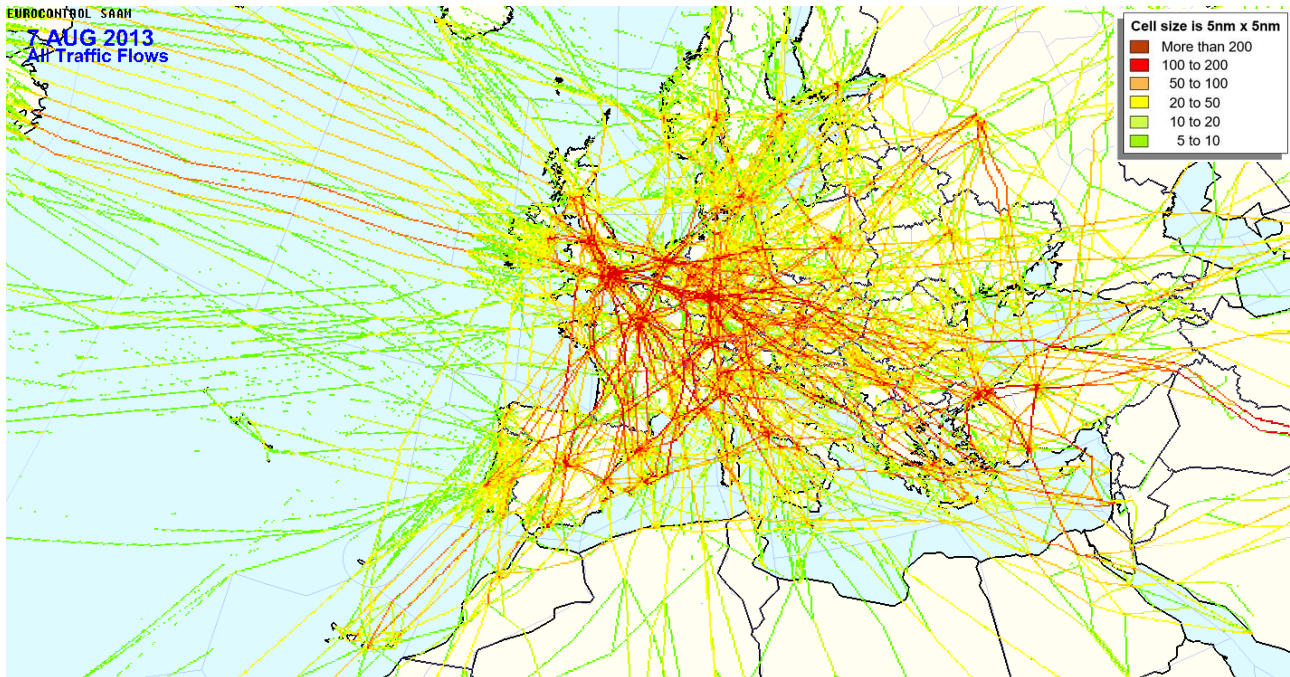 EUROCONTROL SAAM
7 AUG 2013
All Traffic Flows
Cell size is 5nm x 5nm
More than 200
100 to 200
50 to 100
20 to 50
10 to 20
5 to 10